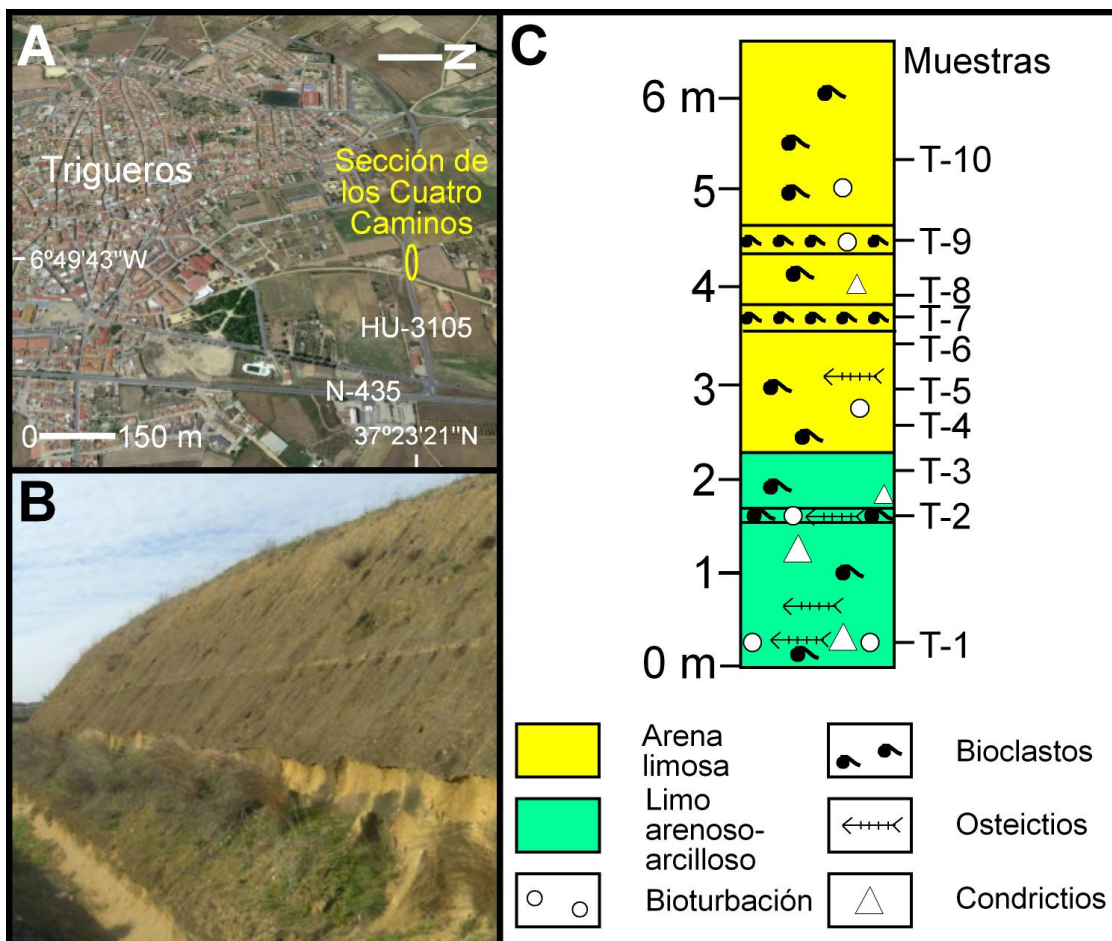 A
N
Trigueros
Sección de
los Cuatro
Caminos
6º49'43"W
HU-3105
N-435
0 150 m
37º23'21"N
B
C
Muestras
6 m
5
4
3
2
1
0 m
T-10
T-9
T-8
T-7
T-6
T-5
T-4
T-3
T-2
T-1
Arena
limosa
Limo
arenoso-
arcilloso
Bioturbación
Bioclastos
Osteictios
Condrictios